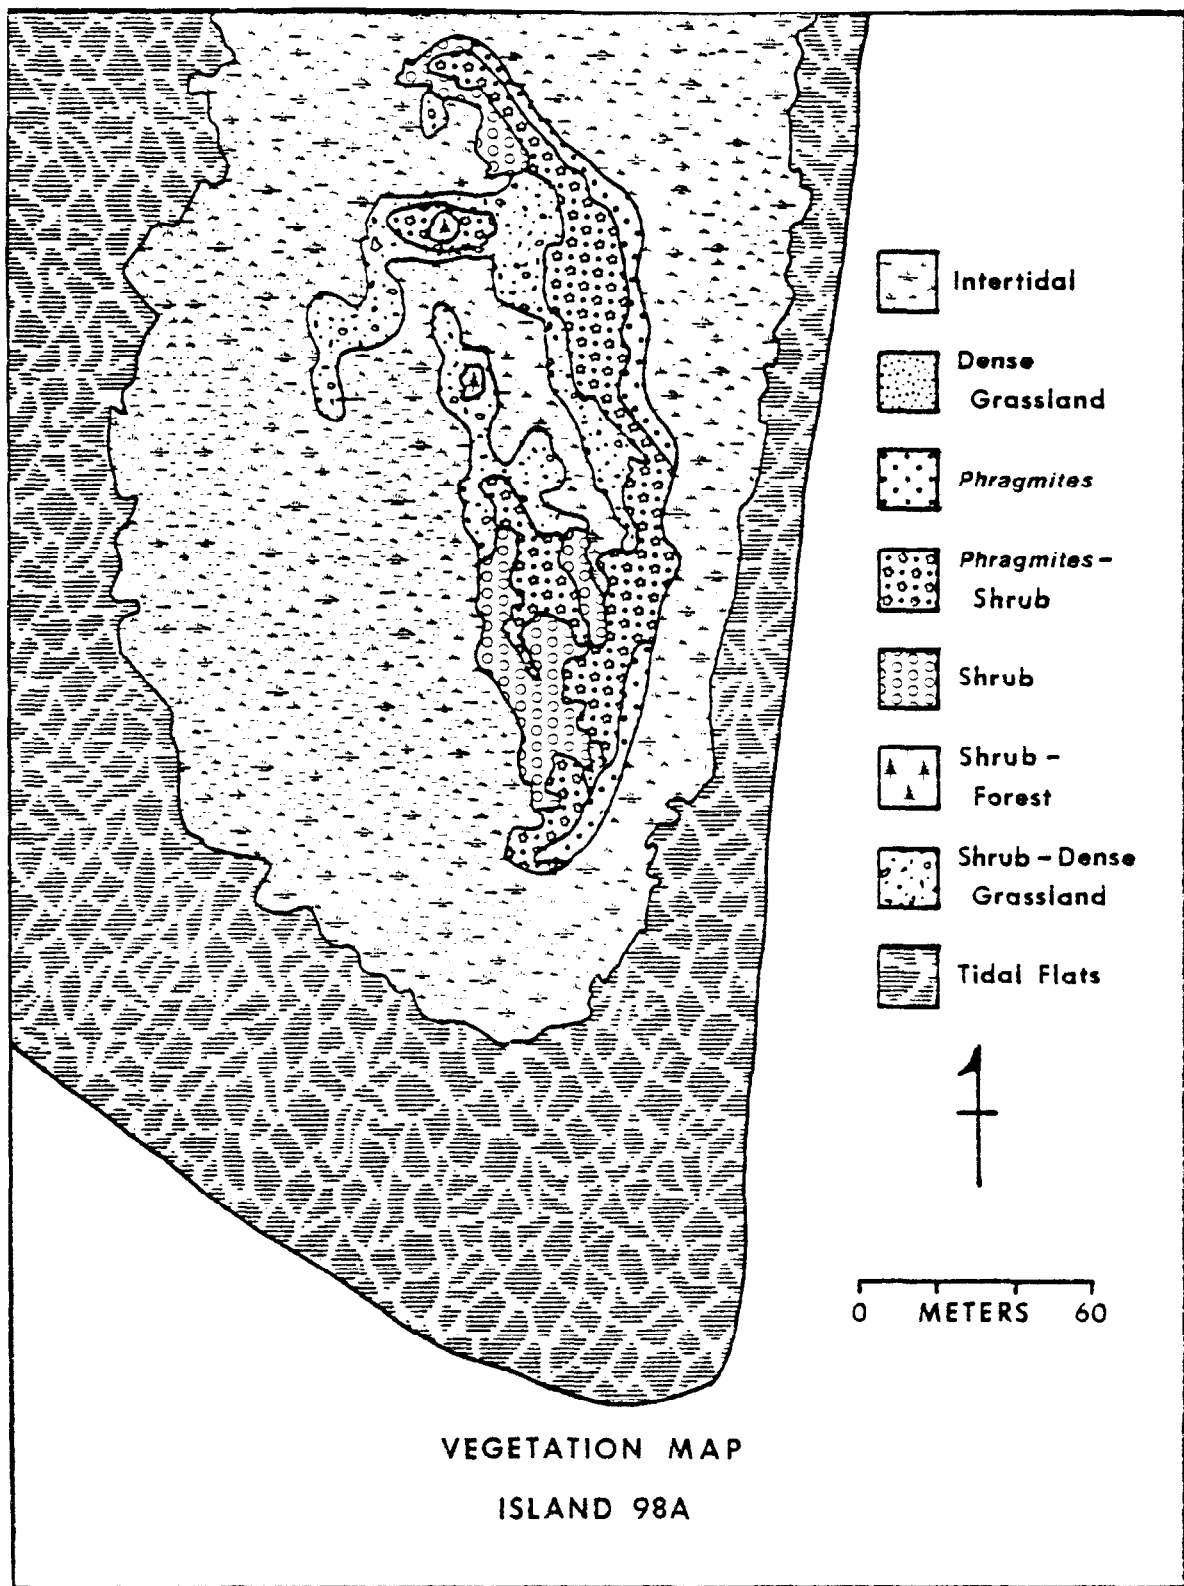 Intertidal
Dense
Grassland
Phragmites
Phragmites-
Shrub
Shrub
Shrub-
Forest
Shrub-Dense
Grassland
Tidal Flats
0 METERS 60
VEGETATION MAP
ISLAND 98A